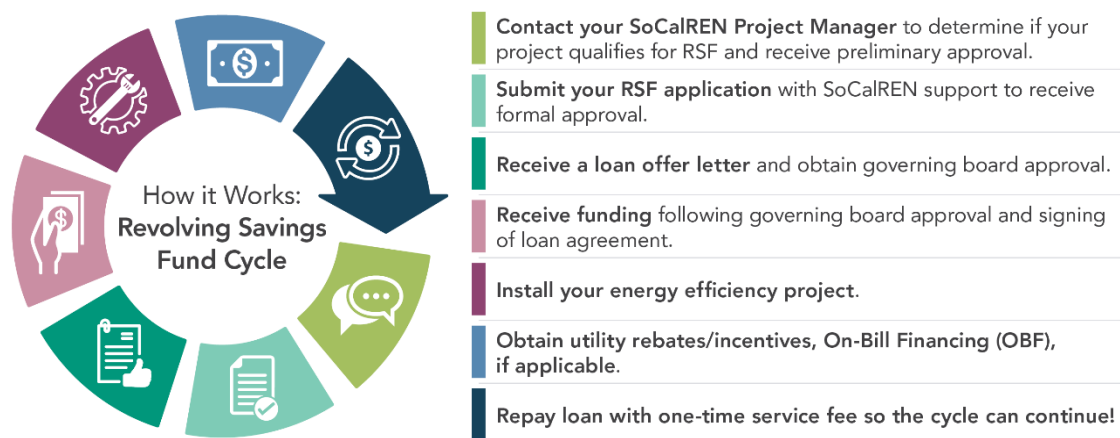 How it Works:
Revolving Savings
Fund Cycle
Contact your SoCalREN Project Manager to determine if your
project qualifies for RSF and receive preliminary approval.
Submit your RSF application with SoCalREN support to receive
formal approval.
Receive a loan offer letter and obtain governing board approval.
Receive funding following governing board approval and signing
of loan agreement.
Install your energy efficiency project.
Obtain utility rebates/incentives, On-Bill Financing (OBF),
if applicable.
Repay loan with one-time service fee so the cycle can continue!